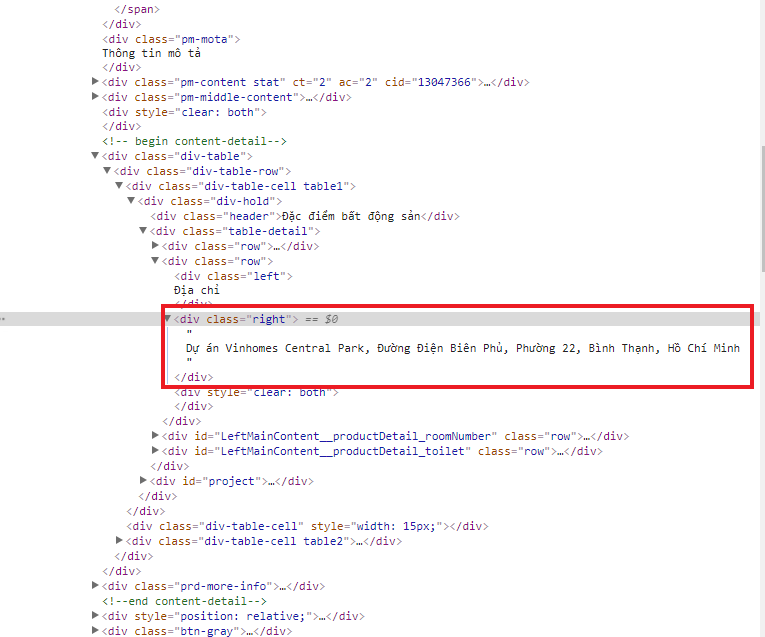 </span>
</div>
<div class="pm-mota">
Thông tin mô tả
</div>
<div class="pm-content stat" ct="2" ac="2" cid="13047366">…</div>
<div class="pm-middle-content">…</div>
<div style="clear: both">
</div>
<!-- begin content-detail-->
<div class="div-table">
<div class="div-table-row">
<div class="div-table-cell table1">
<div class="div-hold">
<div class="header">Đặc điểm bất động sản</div>
<div class="table-detail">
<div class="row">…</div>
<div class="row">
<div class="left">
Địa chỉ
</div>
<div class="right"> == $0
"
Dự án Vinhomes Central Park, Đường Điện Biên Phủ, Phường 22, Bình Thạnh, Hồ Chí Minh
"
</div>
<div style="clear: both">
</div>
</div>
<div id="LeftMainContent__productDetail_roomNumber" class="row">…</div>
<div id="LeftMainContent__productDetail_toilet" class="row">…</div>
</div>
<div id="project">…</div>
</div>
</div>
<div class="div-table-cell" style="width: 15px;"></div>
<div class="div-table-cell table2">…</div>
</div>
</div>
<div class="prd-more-info">…</div>
<!--end content-detail-->
<div style="position: relative;">…</div>
<div class="btn-gray">…</div>